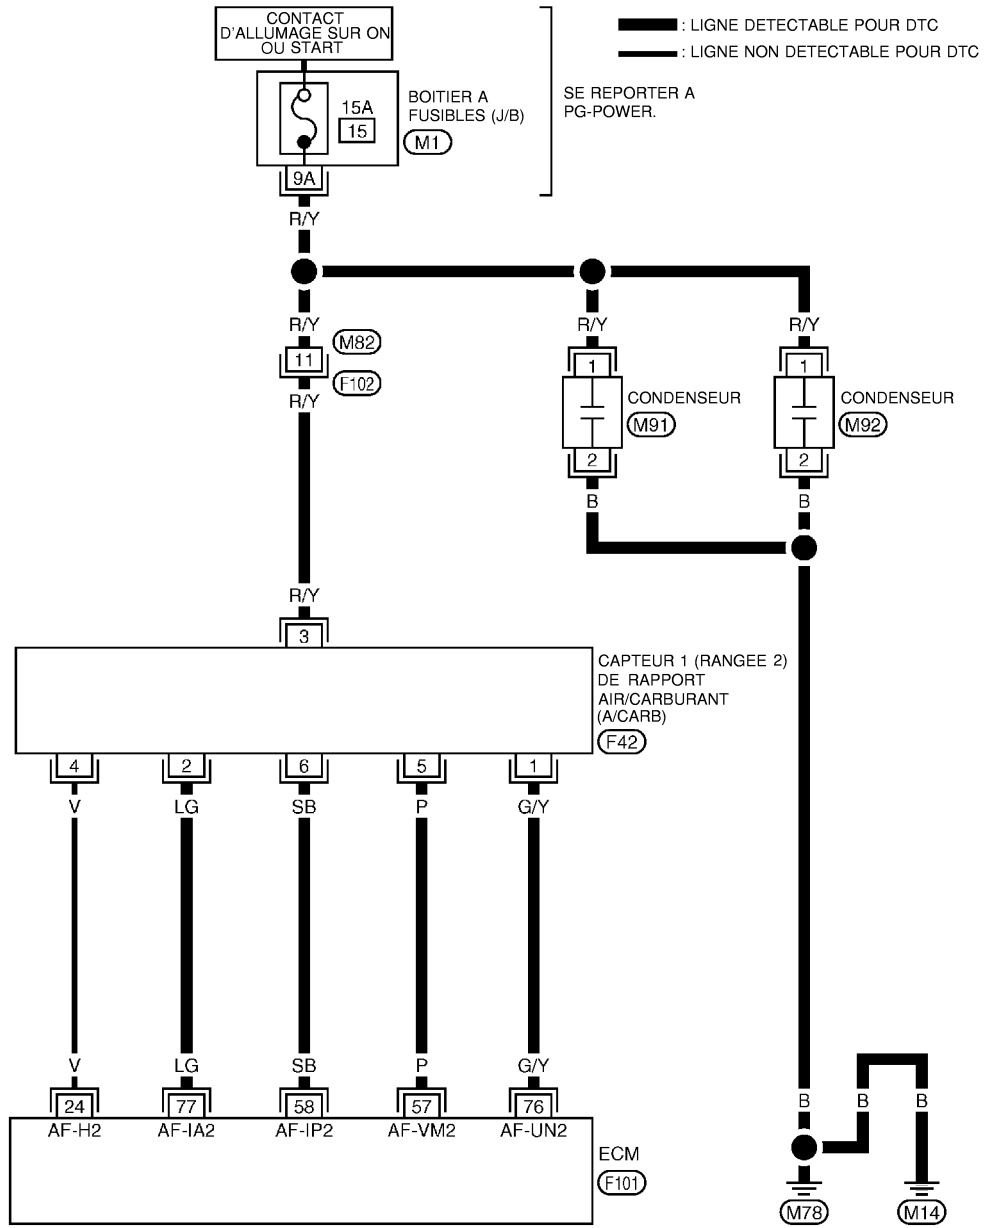 CONTACT
D'ALLUMAGE SUR ON
OU START
: LIGNE DETECTABLE POUR DTC
: LIGNE NON DETECTABLE POUR DTC
15A
15
BOITIER A
FUSIBLES (J/B)
M1
SE REPORTER A
PG-POWER.
9A
R/Y
R/Y
R/Y
R/Y
M82
11
F102
R/Y
1
1
CONDENSEUR
M91
CONDENSEUR
M92
2
2
B
B
R/Y
3
CAPTEUR 1 (RANGEE 2)
DE RAPPORT
AIR/CARBURANT
(A/CARB)
F42
4
2
6
5
1
V
LG
SB
P
G/Y
V
LG
SB
P
G/Y
24
77
58
57
76
AF-H2
AF-IA2
AF-IP2
AF-VM2
AF-UN2
ECM
F101
B
B
B
M78
M14